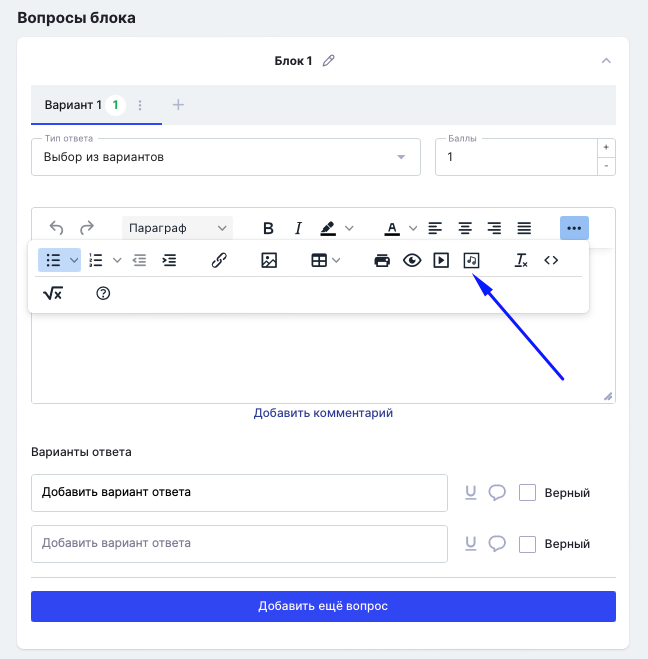 Вопросы блока
Блок 1
Вариант 1 1
Тип ответа
Выбор из вариантов
Баллы
1
+
-
Параграф
B I A
Добавить комментарий
Варианты ответа
Добавить вариант ответа
Верный
Добавить вариант ответа
Верный
Добавить ещё вопрос